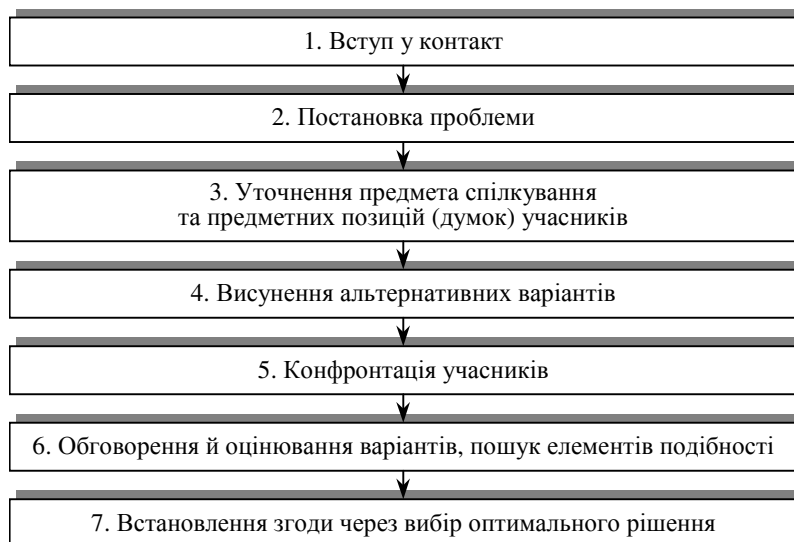 1. Вступ у контакт
2. Постановка проблеми
3. Уточнення предмета спілкування
та предметних позицій (думок) учасників
4. Висунення альтернативних варіантів
5. Конфронтація учасників
6. Обговорення й оцінювання варіантів, пошук елементів подібності
7. Встановлення згоди через вибір оптимального рішення